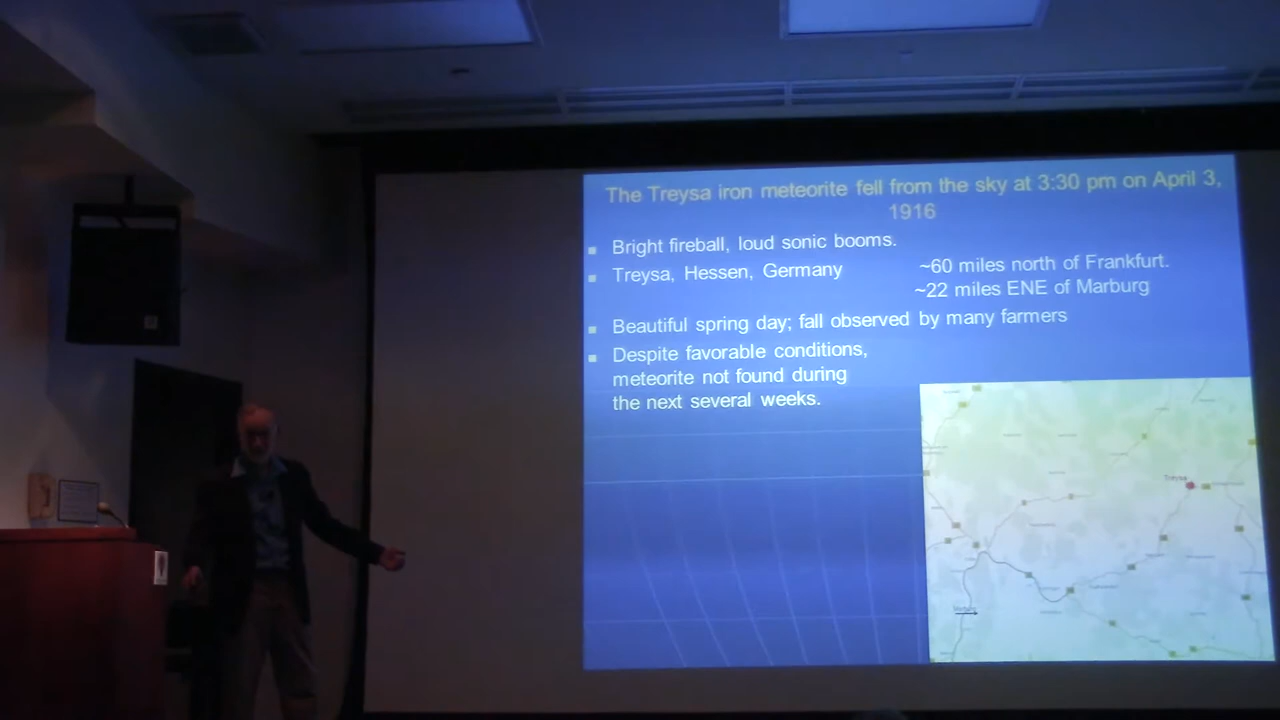 The Treysa iron meteorite fell from the sky at 3:30 pm on April 3,
1916
Bright fireball, loud sonic booms.
Treysa, Hessen, Germany
~60 miles north of Frankfurt.
~22 miles ENE of Marburg
Beautiful spring day; fall observed by many farmers
Despite favorable conditions,
meteorite not found during
the next several weeks.
Treysa